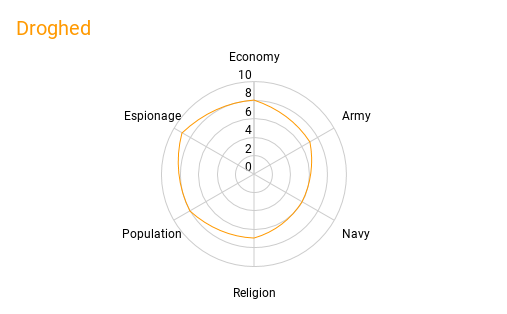 Droghed
Economy
10
8
6
4
2
0
Espionage
Army
Population
Navy
Religion